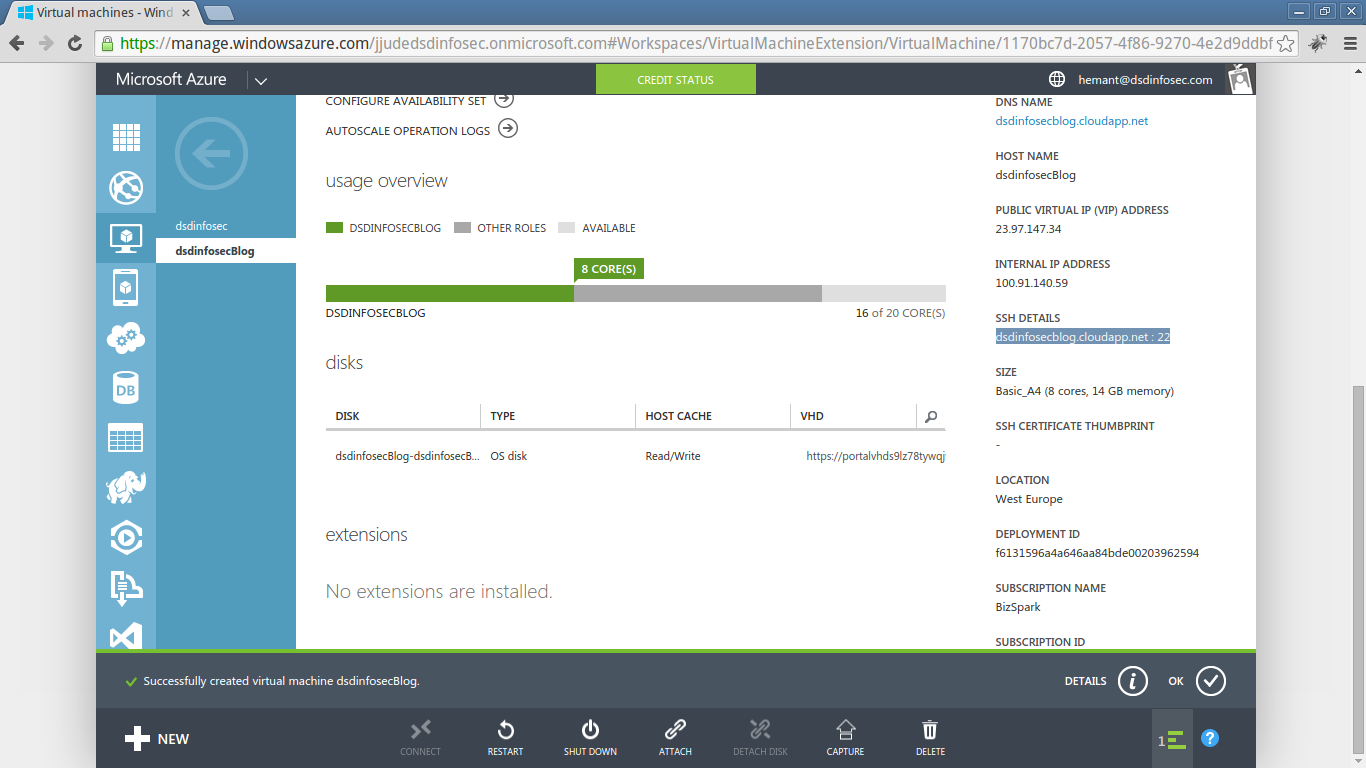 Virtual machines - Wind
https://manage.windowsazure.com/jjudedsdinfosec.onmicrosoft.com#Workspaces/VirtualMachineExtension/VirtualMachine/1170bc7d-2057-4f86-9270-4e2d9ddbf
Microsoft Azure
CREDIT STATUS
hemant@dsdinfosec.com
dsdinfosec
dsdinfosecBlog
DB
CONFIGURE AVAILABILITY SET
AUTOSCALE OPERATION LOGS
usage overview
DSDINFOSECBLOG OTHER ROLES AVAILABLE
8 CORE(S)
DSDINFOSECBLOG 16 of 20 CORE(S)
disks
DISK TYPE HOST CACHE VHD
dsdinfosecBlog-dsdinfosecB... OS disk Read/Write https://portalvhds9lz78tywqj
extensions
No extensions are installed.
DNS NAME
dsdinfosecblog.cloudapp.net
HOST NAME
dsdinfosecBlog
PUBLIC VIRTUAL IP (VIP) ADDRESS
23.97.147.34
INTERNAL IP ADDRESS
100.91.140.59
SSH DETAILS
dsdinfosecblog.cloudapp.net : 22
SIZE
Basic_A4 (8 cores, 14 GB memory)
SSH CERTIFICATE THUMBPRINT
-
LOCATION
West Europe
DEPLOYMENT ID
f6131596a4a646aa84bde00203962594
SUBSCRIPTION NAME
BizSpark
SUBSCRIPTION ID
Successfully created virtual machine dsdinfosecBlog.
DETAILS i OK
NEW
CONNECT RESTART SHUT DOWN ATTACH DETACH DISK CAPTURE DELETE
1 ?